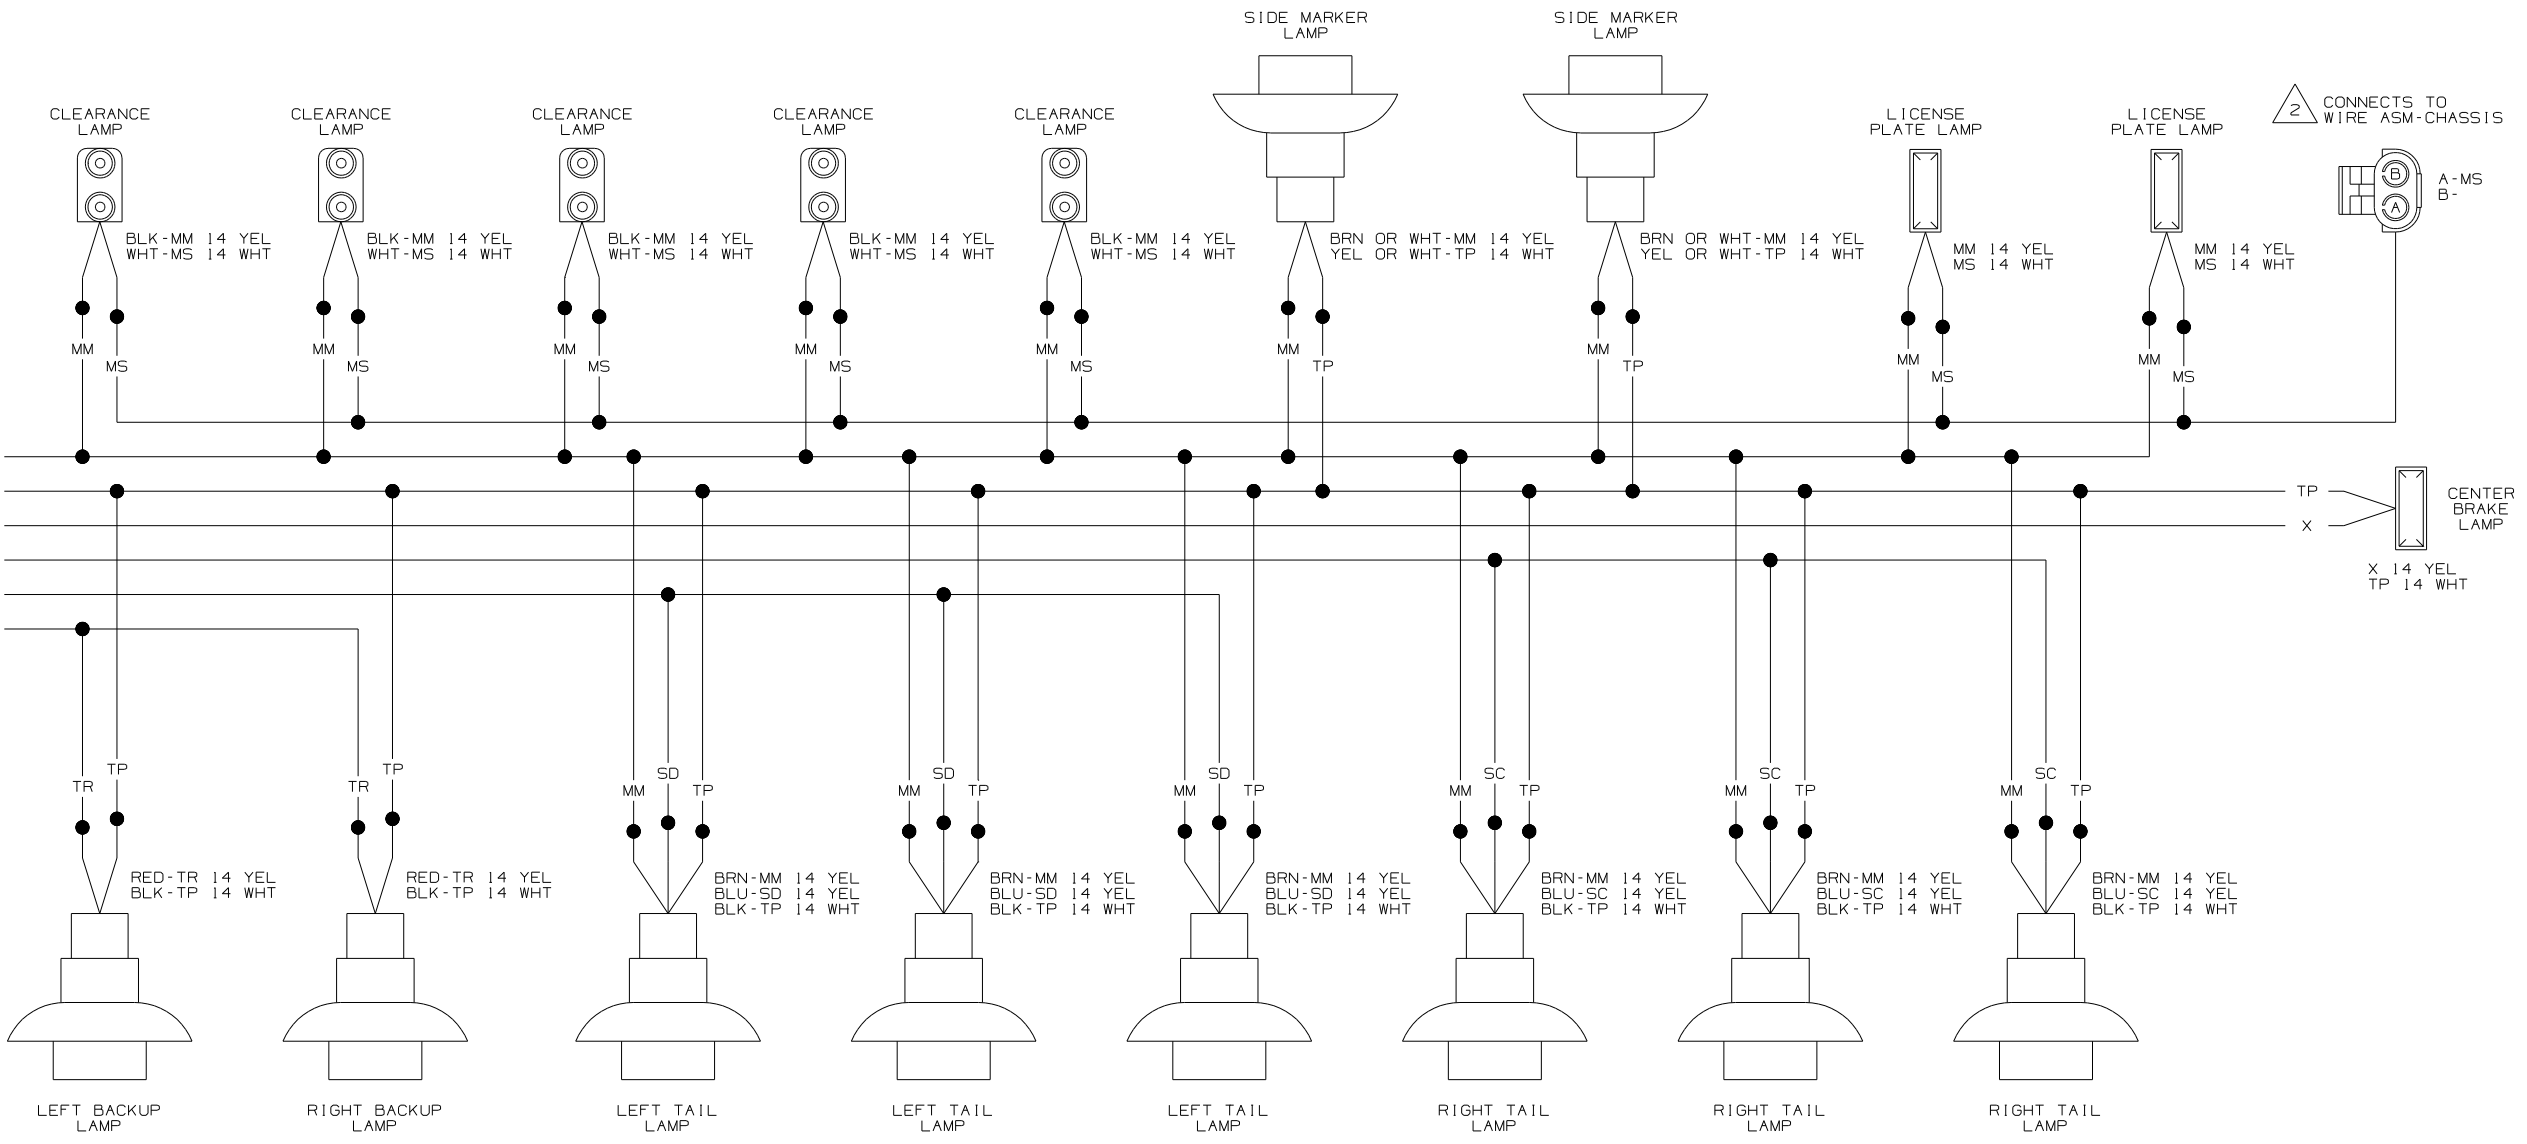 SIDE MARKER
LAMP
SIDE MARKER
LAMP
CLEARANCE
LAMP
CLEARANCE
LAMP
CLEARANCE
LAMP
CLEARANCE
LAMP
CLEARANCE
LAMP
LICENSE
PLATE LAMP
LICENSE
PLATE LAMP
2
CONNECTS TO
WIRE ASM-CHASSIS
B
A
A-MS
B-
BLK-MM 14 YEL
WHT-MS 14 WHT
BLK-MM 14 YEL
WHT-MS 14 WHT
BLK-MM 14 YEL
WHT-MS 14 WHT
BLK-MM 14 YEL
WHT-MS 14 WHT
BLK-MM 14 YEL
WHT-MS 14 WHT
BRN OR WHT-MM 14 YEL
YEL OR WHT-TP 14 WHT
BRN OR WHT-MM 14 YEL
YEL OR WHT-TP 14 WHT
MM 14 YEL
MS 14 WHT
MM 14 YEL
MS 14 WHT
MM
MS
MM
MS
MM
MS
MM
MS
MM
MS
MM
TP
MM
TP
MM
MS
MM
MS
TP
X
CENTER
BRAKE
LAMP
X 14 YEL
TP 14 WHT
TR
TP
TR
TP
MM
SD
TP
MM
SD
TP
MM
SD
TP
MM
SC
TP
MM
SC
TP
MM
SC
TP
RED-TR 14 YEL
BLK-TP 14 WHT
RED-TR 14 YEL
BLK-TP 14 WHT
BRN-MM 14 YEL
BLU-SD 14 YEL
BLK-TP 14 WHT
BRN-MM 14 YEL
BLU-SD 14 YEL
BLK-TP 14 WHT
BRN-MM 14 YEL
BLU-SD 14 YEL
BLK-TP 14 WHT
BRN-MM 14 YEL
BLU-SC 14 YEL
BLK-TP 14 WHT
BRN-MM 14 YEL
BLU-SC 14 YEL
BLK-TP 14 WHT
BRN-MM 14 YEL
BLU-SC 14 YEL
BLK-TP 14 WHT
LEFT BACKUP
LAMP
RIGHT BACKUP
LAMP
LEFT TAIL
LAMP
LEFT TAIL
LAMP
LEFT TAIL
LAMP
RIGHT TAIL
LAMP
RIGHT TAIL
LAMP
RIGHT TAIL
LAMP